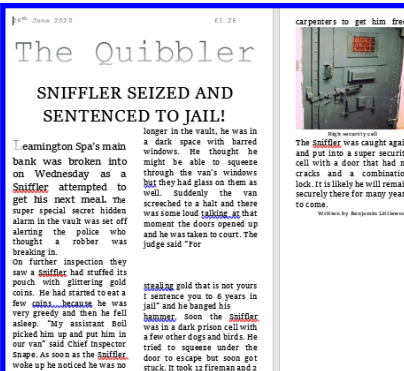 16th June 2020
£1.26
The Quibbler
SNIFFLER SEIZED AND
SENTENCED TO JAIL!
Leamington Spa's main
bank was broken into
on Wednesday as a
Sniffler attempted to
get his next meal. The
super special secret hidden
alarm in the vault was set off
alerting the police who
thought a robber was
breaking in.
On further inspection they
saw a Sniffler had stuffed its
pouch with glittering gold
coins. He had started to eat a
few coins because he was
very greedy and then he fell
asleep. "My assistant Boil
picked him up and put him in
our van" said Chief Inspector
Snape. As soon as the Sniffler
woke up he noticed he was no
longer in the vault, he was in
a dark space with barred
windows. He thought he
might be able to squeeze
through the van's windows
but they had glass on them as
well. Suddenly the van
screeched to a halt and there
was some loud talking at that
moment the doors opened up
and he was taken to court. The
judge said "For
stealing gold that is not yours
I sentence you to 6 years in
jail" and he banged his
hammer. Soon the Sniffler
was in a dark prison cell with
a few other dogs and birds. He
tried to squeeze under the
door to escape but soon got
stuck. It took 12 firemen and 2
carpenters to get him free
High security cell
The Sniffler was caught agai
and put into a super securit
cell with a door that had n
cracks and a combinatio
lock. It is likely he will remai
securely there for many year
to come.
Written by Benjamin Littlewoo